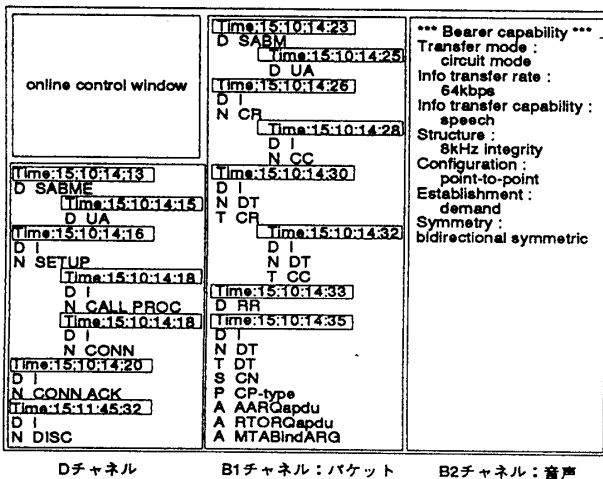 online control window
Time:15:10:14:13
D SABME
Time:15:10:14:15
D UA
Time:15:10:14:16
D I
N SETUP
Time:15:10:14:18
D I
N CALL PROC
Time:15:10:14:18
D I
N CONN
Time:15:10:14:20
D I
N CONN ACK
Time:15:11:45:32
D I
N DISC
Dチャネル
Time:15:10:14:23
D SABM
Time:15:10:14:25
D UA
Time:15:10:14:26
D I
N CR
Time:15:10:14:28
D I
N CC
Time:15:10:14:30
D I
N DT
T CR
Time:15:10:14:32
D I
N DT
T CC
Time:15:10:14:33
D RR
Time:15:10:14:35
D I
N DT
T DT
S CN
P CP-type
A AARQapdu
A RTORQapdu
A MTABindARG
B1チャネル：パケット
*** Bearer capability ***
Transfer mode :
circuit mode
Info transfer rate :
64kbps
Info transfer capability :
speech
Structure :
8kHz integrity
Configuration :
point-to-point
Establishment :
demand
Symmetry :
bidirectional symmetric
B2チャネル：音声